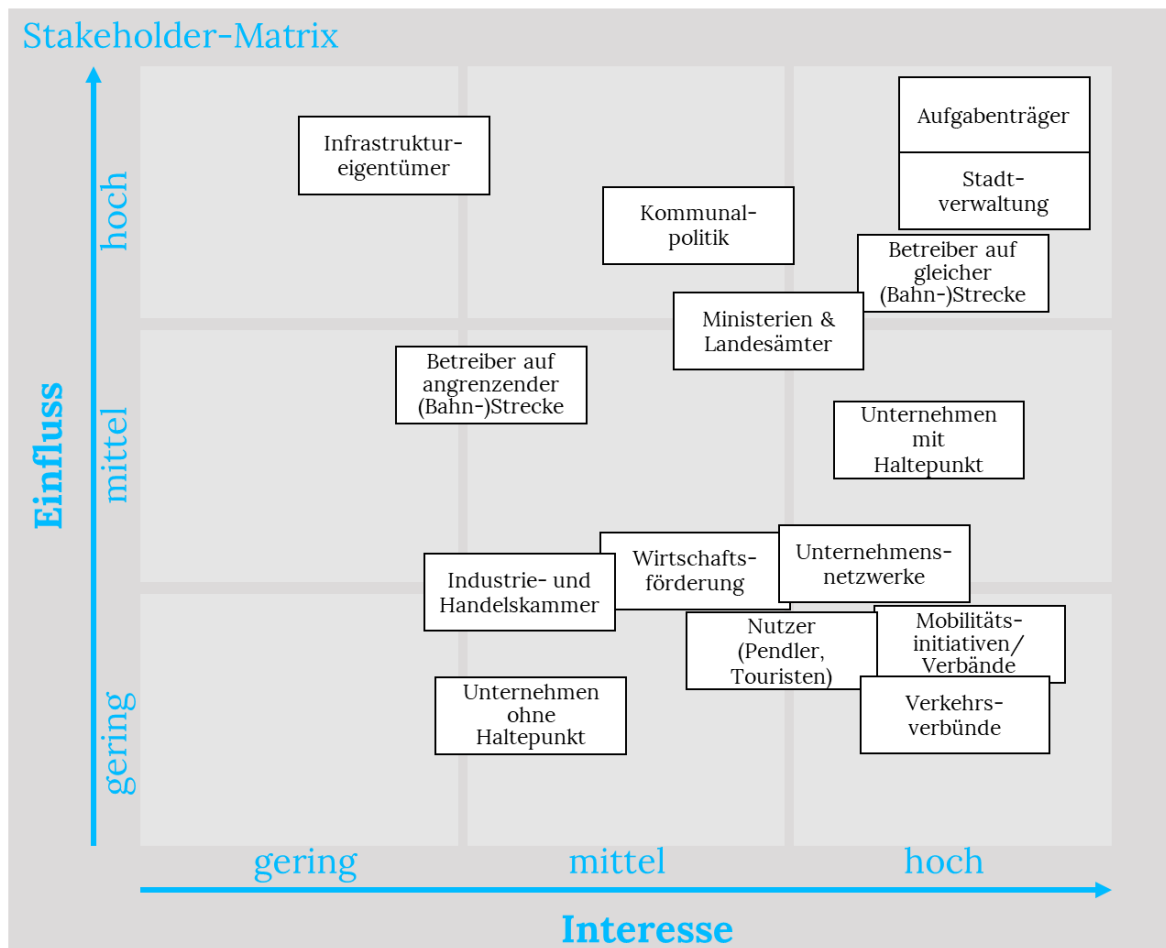 Stakeholder-Matrix
Aufgabenträger
Infrastruktur-
eigentümer
Stadt-
verwaltung
Kommunal-
politik
Betreiber auf
gleicher
(Bahn-)Strecke
Ministerien &
Landesämter
Betreiber auf
angrenzender
(Bahn-)Strecke
Unternehmen
mit
Haltepunkt
Wirtschafts-
förderung
Unternehmens-
netzwerke
Industrie- und
Handelskammer
Nutzer
(Pendler,
Touristen)
Mobilitäts-
initiativen/
Verbände
Unternehmen
ohne
Haltepunkt
Verkehrs-
verbünde
Einfluss
hoch
mittel
gering
gering
mittel
hoch
Interesse